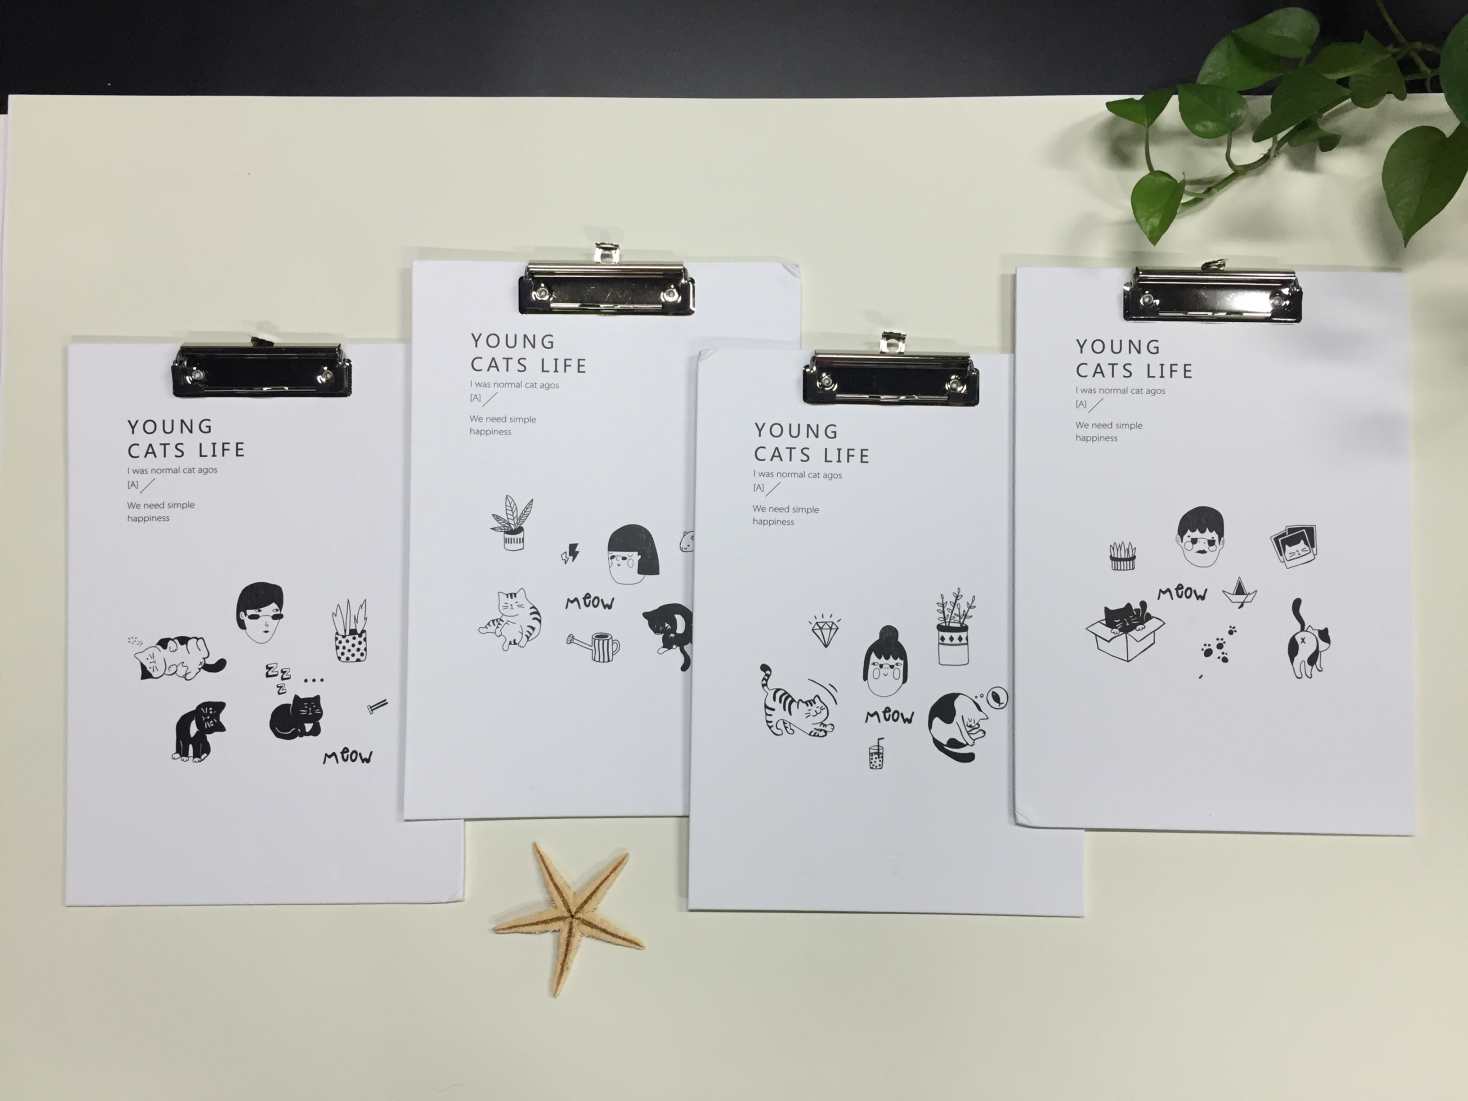 YOUNG
CATS LIFE
I was normal cat agos
[A]
We need simple
happiness
Zzz
...
meow
YOUNG
CATS LIFE
I was normal cat agos
[A]
We need simple
happiness
meow
YOUNG
CATS LIFE
I was normal cat agos
[A]
We need simple
happiness
meow
YOUNG
CATS LIFE
I was normal cat agos
[A]
We need simple
happiness
meow